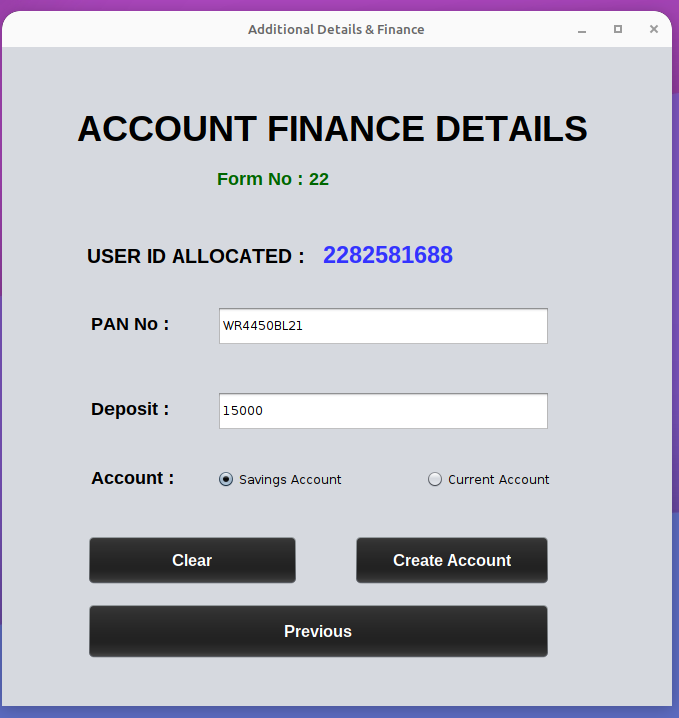 Additional Details & Finance
ACCOUNT FINANCE DETAILS
Form No : 22
USER ID ALLOCATED : 2282581688
PAN No : WR4450BL21
Deposit : 15000
Account : Savings Account Current Account
Clear Create Account
Previous